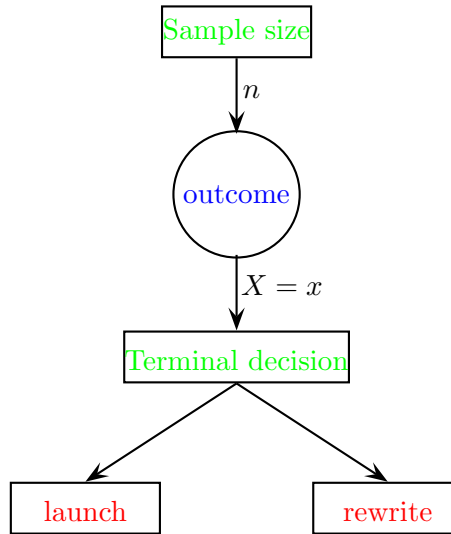 Sample size
n
outcome
X = x
Terminal decision
launch
rewrite